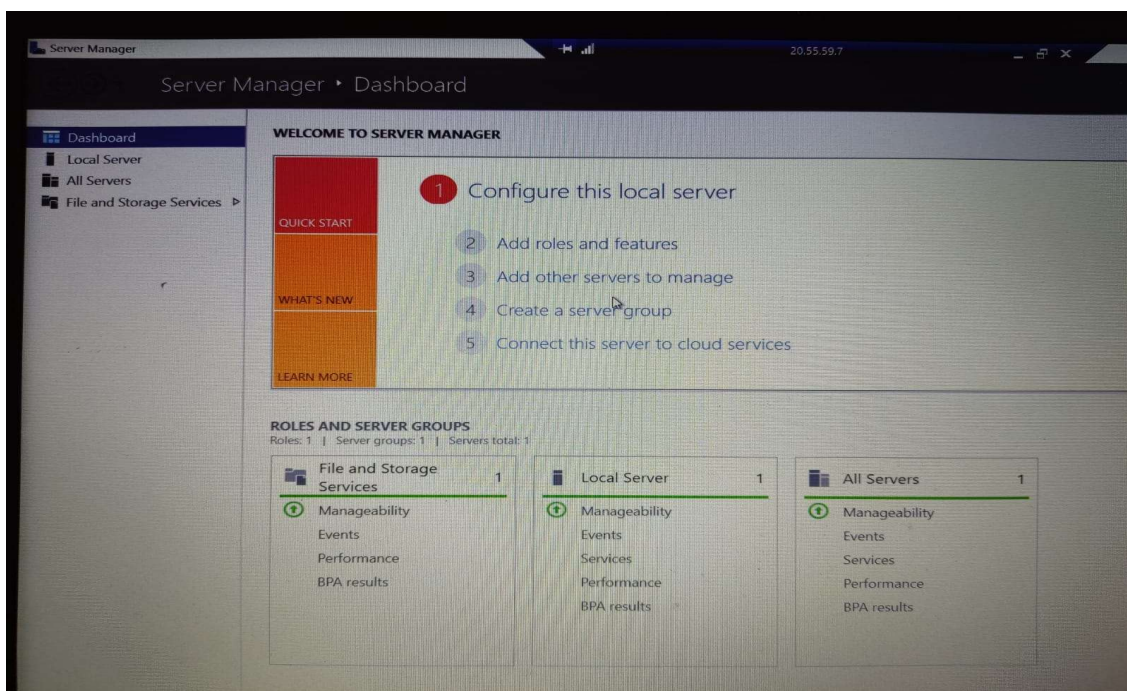 Server Manager
20.55.59.7
Server Manager • Dashboard
Dashboard
Local Server
All Servers
File and Storage Services
WELCOME TO SERVER MANAGER
QUICK START
WHAT'S NEW
LEARN MORE
1 Configure this local server
2 Add roles and features
3 Add other servers to manage
4 Create a server group
5 Connect this server to cloud services
ROLES AND SERVER GROUPS
Roles: 1 | Server groups: 1 | Servers total: 1
File and Storage
Services 1
Manageability
Events
Performance
BPA results
Local Server 1
Manageability
Events
Services
Performance
BPA results
All Servers 1
Manageability
Events
Services
Performance
BPA results